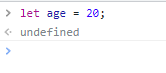 let age = 20;
undefined